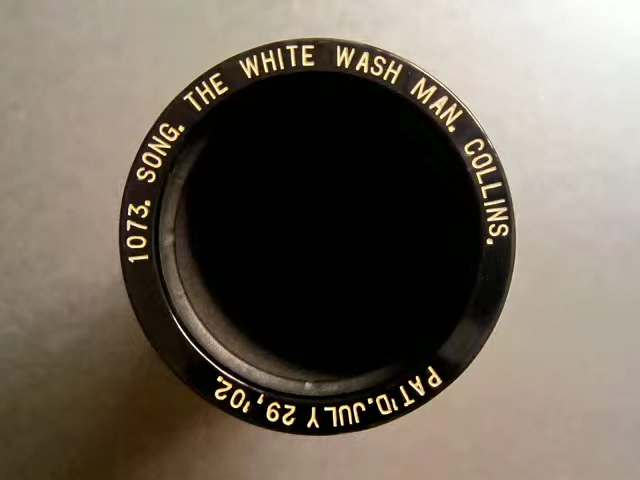 1073. SONG. THE WHITE WASH MAN. COLLINS.
PAT'D. JULY 29, '02.